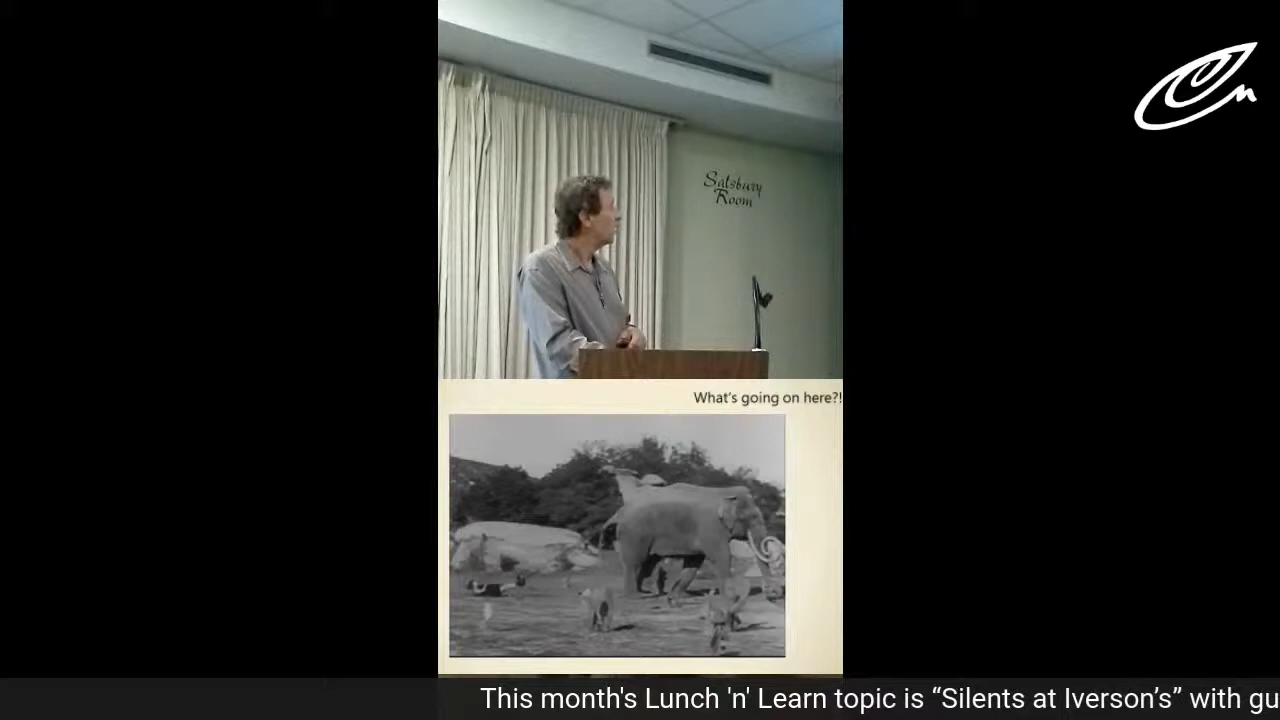 Salsbury
Room
What's going on here?!
This month's Lunch 'n' Learn topic is “Silents at Iverson’s” with gu